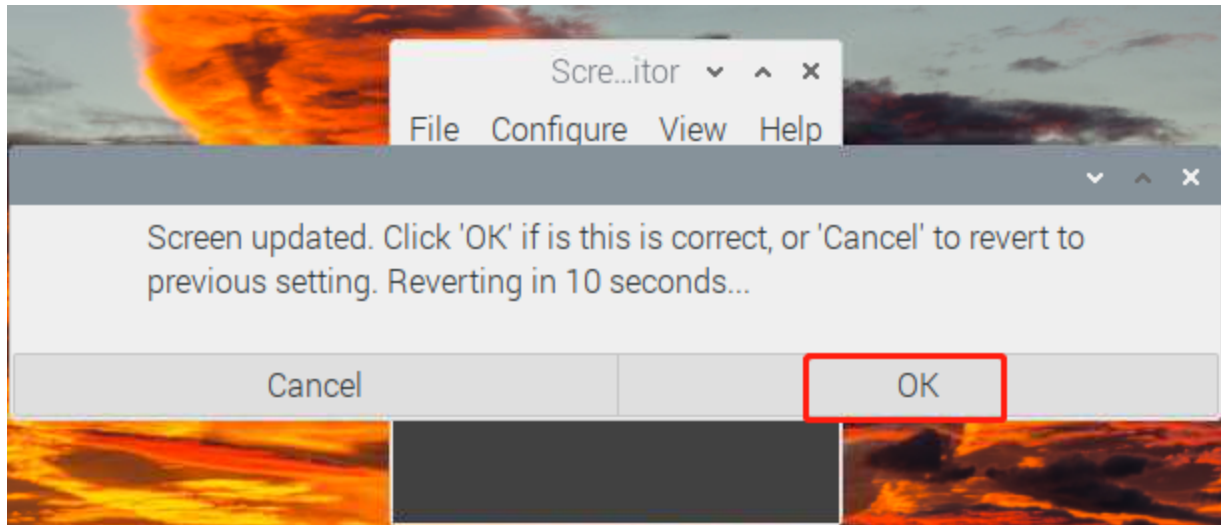 Scre...itor
File Configure View Help
Screen updated. Click 'OK' if is this is correct, or 'Cancel' to revert to
previous setting. Reverting in 10 seconds...
Cancel OK